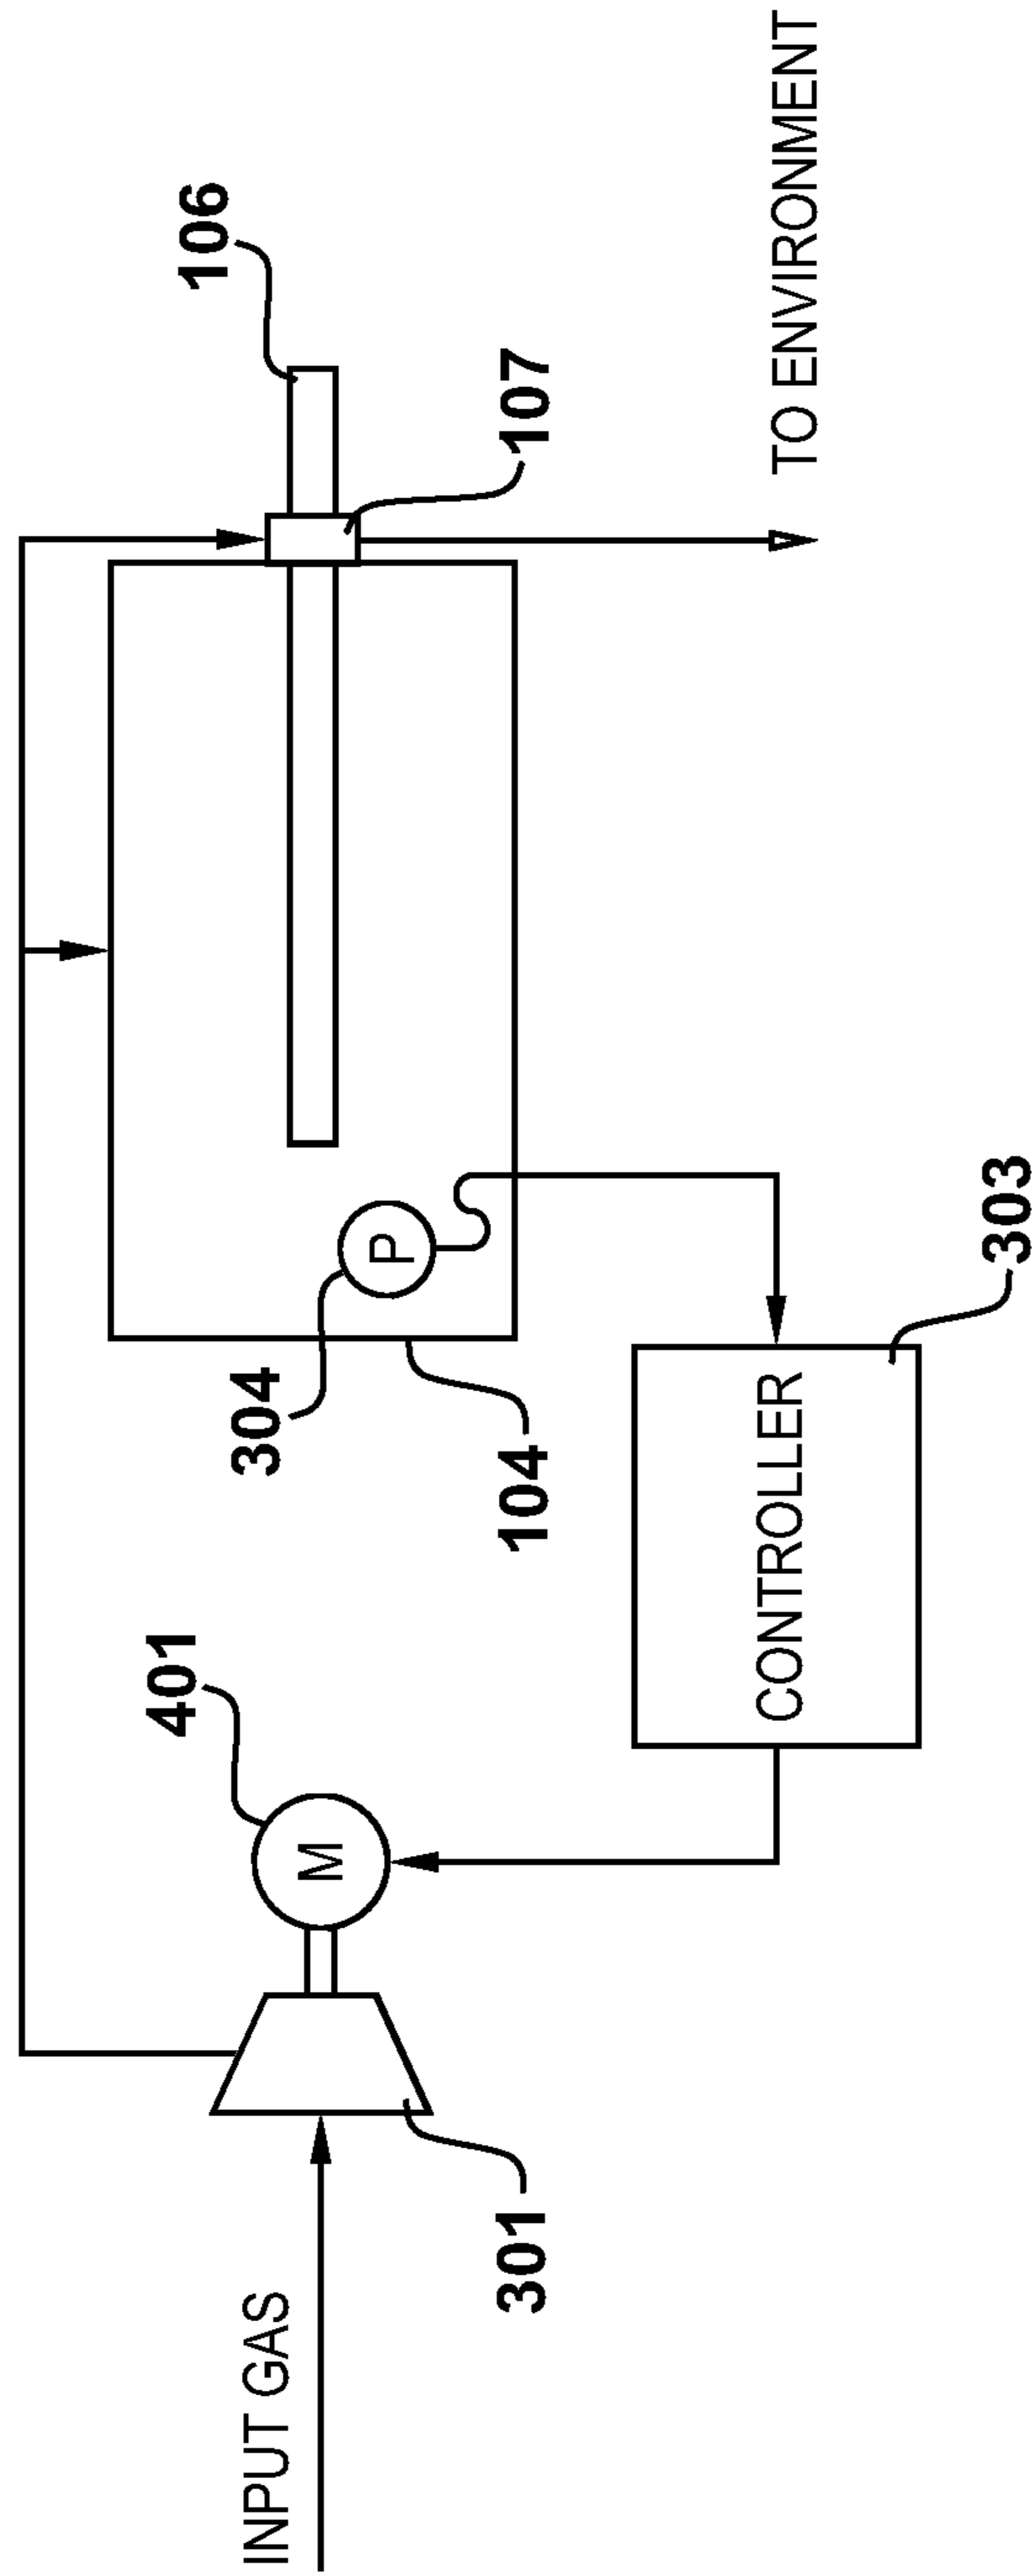 INPUT GAS
301
M
401
CONTROLLER
303
304
P
104
106
107
TO ENVIRONMENT